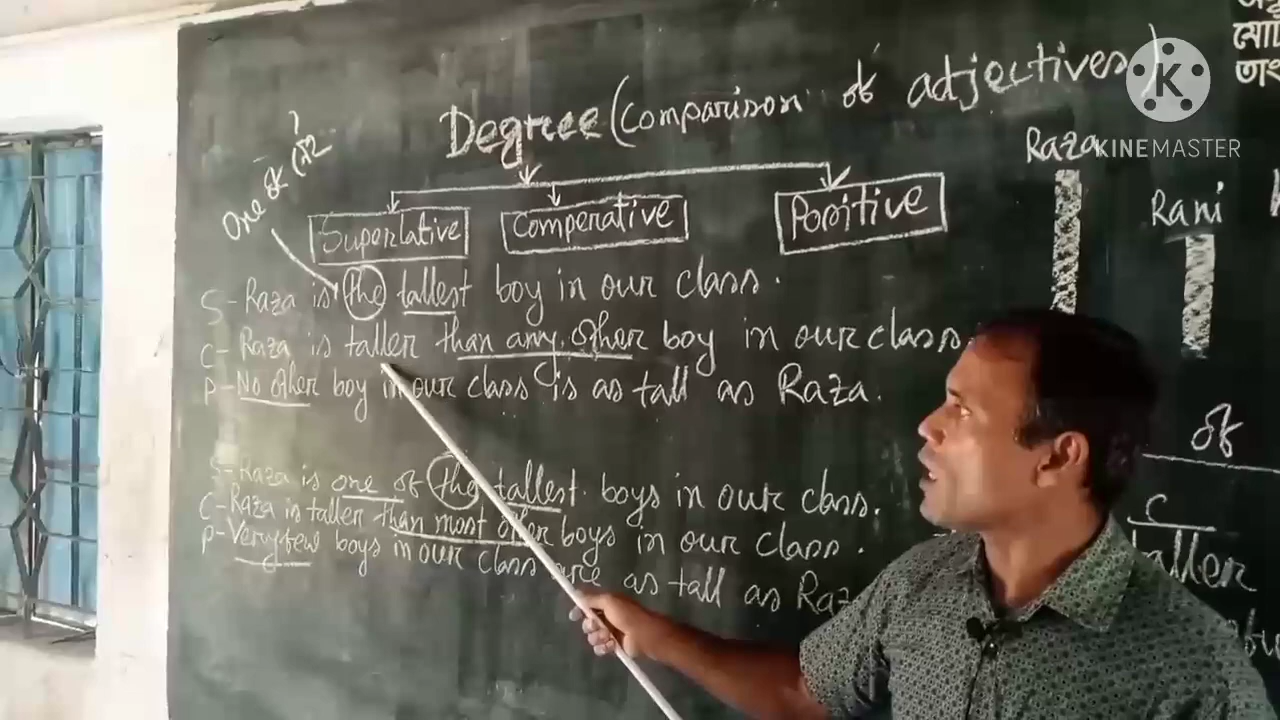 Degree (Comparison of adjectives)
KINEMASTER
Raza
Rani
One of
Superlative
Comperative
Positive
S - Raza is the tallest boy in our class.
C - Raza is taller than any other boy in our class
P - No other boy in our class is as tall as Raza.
S - Raza is one of the tallest boys in our class.
C - Raza is taller than most other boys in our class.
P - Very few boys in our class are as tall as Raz
of
C
taller